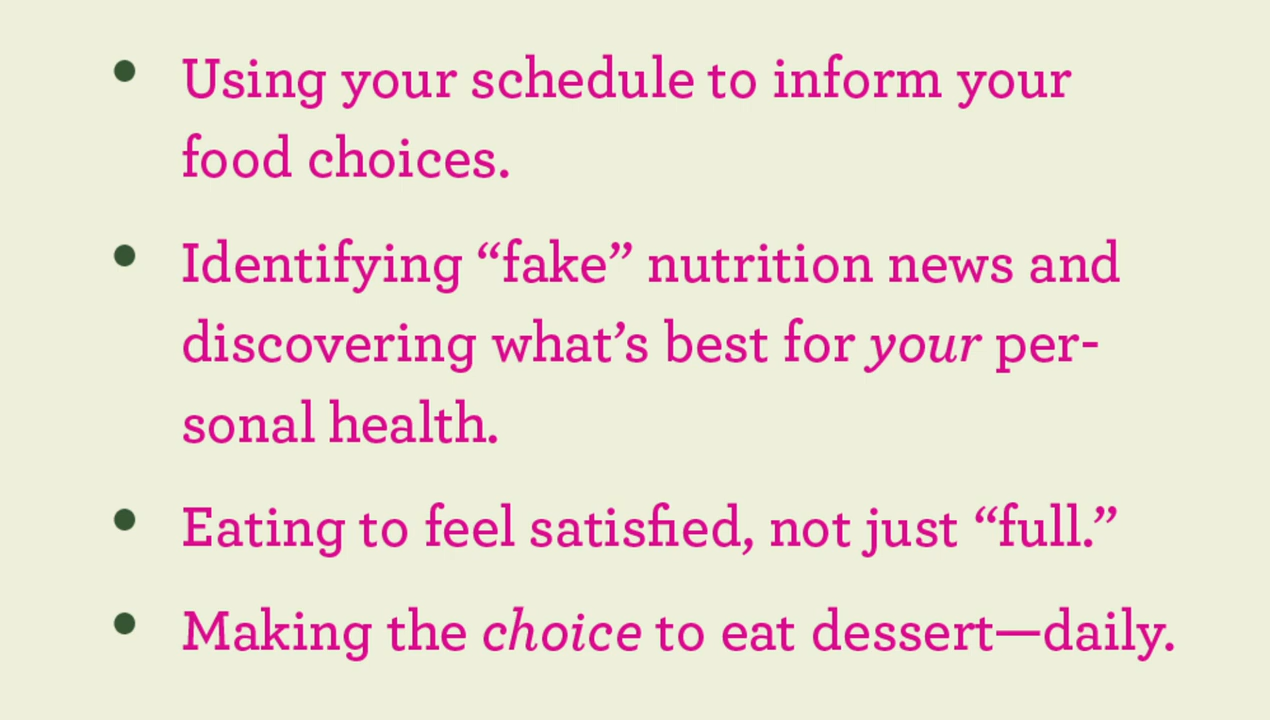 • Using your schedule to inform your
food choices.
• Identifying “fake” nutrition news and
discovering what’s best for your per-
sonal health.
• Eating to feel satisfied, not just “full.”
• Making the choice to eat dessert—daily.